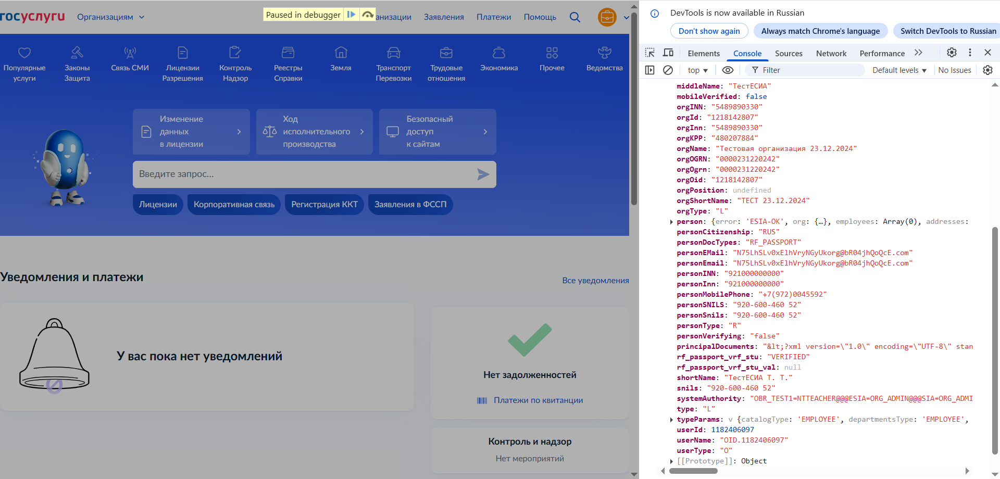 госуслуги
Организациям
Paused in debugger
анизации
Заявления
Платежи
Помощь
Популярные услуги
Законы Защита
Связь СМИ
Лицензии Разрешения
Контроль Надзор
Реестры Справки
Земля
Транспорт Перевозки
Трудовые отношения
Экономика
Прочее
Ведомства
Изменение данных в лицензии
Ход исполнительного производства
Безопасный доступ к сайтам
Введите запрос...
Лицензии
Корпоративная связь
Регистрация ККТ
Заявления в ФССП
Уведомления и платежи
Все уведомления
У вас пока нет уведомлений
Нет задолженностей
Платежи по квитанции
Контроль и надзор
Нет мероприятий
DevTools is now available in Russian
Don't show again
Always match Chrome's language
Switch DevTools to Russian
Elements
Console
Sources
Network
Performance
top
Filter
Default levels
No Issues
middleName: "ТестЕСИА"
mobileVerified: false
orgINN: "5489890330"
orgId: "1218142807"
orgInn: "5489890330"
orgKPP: "480207884"
orgName: "Тестовая организация 23.12.2024"
orgOGRN: "0000231220242"
orgOgrn: "0000231220242"
orgOid: "1218142807"
orgPosition: undefined
orgShortName: "ТЕСТ 23.12.2024"
orgType: "L"
person: {error: 'ESIA-OK', org: {…}, employees: Array(0), addresses:
personCitizenship: "RUS"
personDocTypes: "RF_PASSPORT"
personEMail: "N75LhSLv0xElhVryNGyUkorg@bR04jhQoQcE.com"
personEmail: "N75LhSLv0xElhVryNGyUkorg@bR04jhQoQcE.com"
personINN: "921000000000"
personInn: "921000000000"
personMobilePhone: "+7(972)0045592"
personSNILS: "920-600-460 52"
personSnils: "920-600-460 52"
personType: "R"
personVerifying: "false"
principalDocuments: "&lt;?xml version=\"1.0\" encoding=\"UTF-8\" stan
rf_passport_vrf_stu: "VERIFIED"
rf_passport_vrf_stu_val: null
shortName: "ТестЕСИА Т. Т."
snils: "920-600-460 52"
systemAuthority: "OBR_TEST1=NTTEACHER@@@ESIA=ORG_ADMIN@@@SIA=ORG_ADMI
type: "L"
typeParams: v {catalogType: 'EMPLOYEE', departmentsType: 'EMPLOYEE',
userId: 1182406097
userName: "OID.1182406097"
userType: "O"
[[Prototype]]: Object